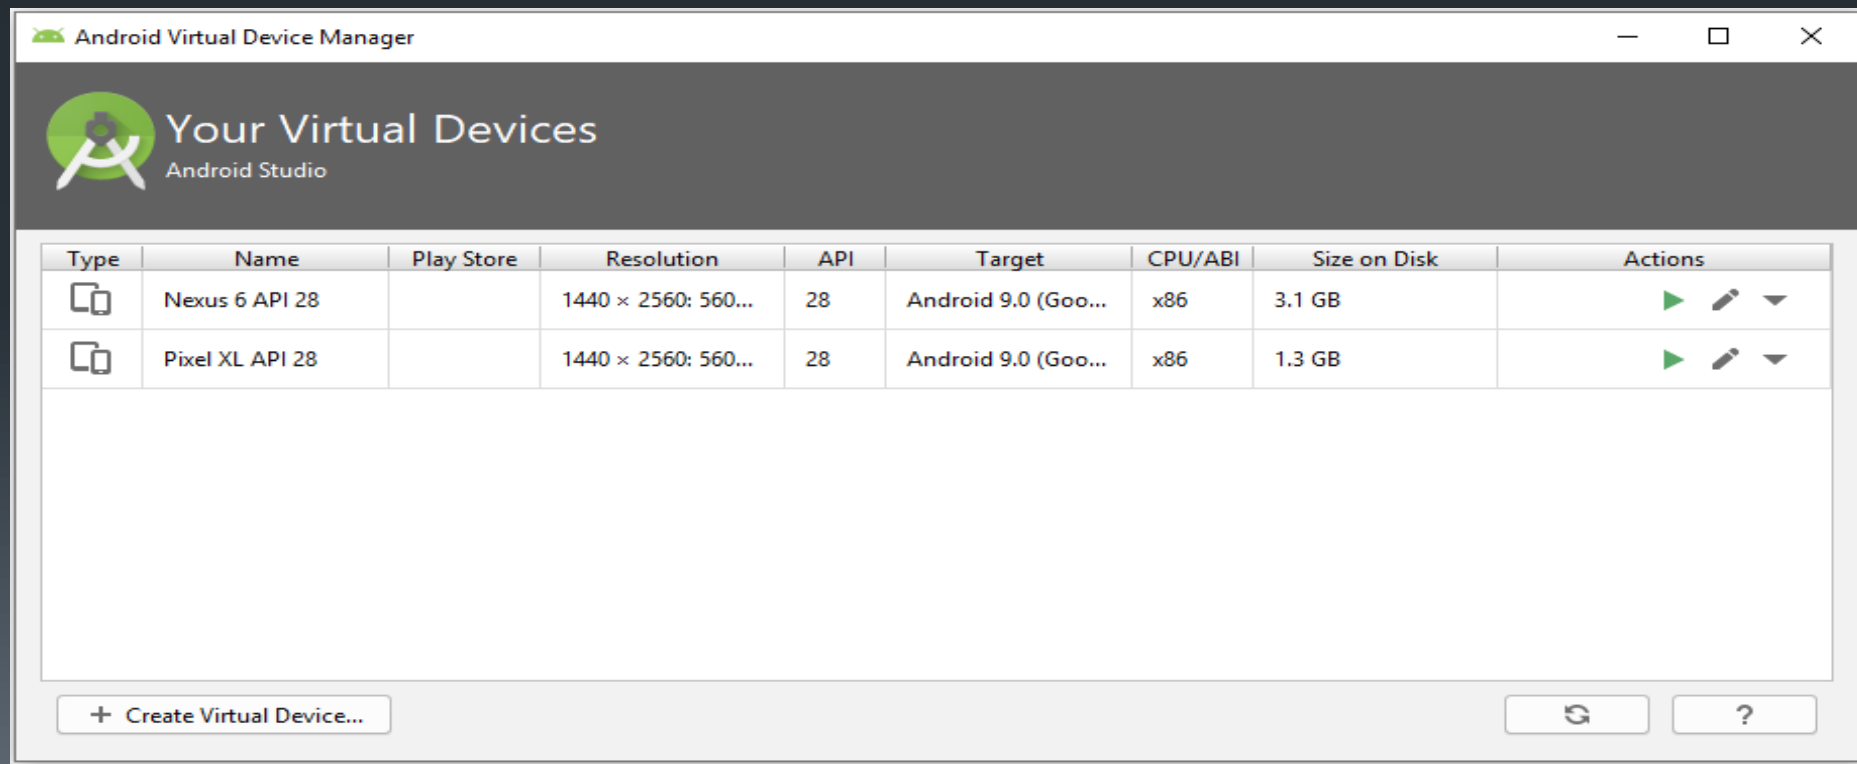 Android Virtual Device Manager
Your Virtual Devices
Android Studio
Type Name Play Store Resolution API Target CPU/ABI Size on Disk Actions
Nexus 6 API 28 1440 × 2560: 560... 28 Android 9.0 (Goo... x86 3.1 GB
Pixel XL API 28 1440 × 2560: 560... 28 Android 9.0 (Goo... x86 1.3 GB
+ Create Virtual Device... ?